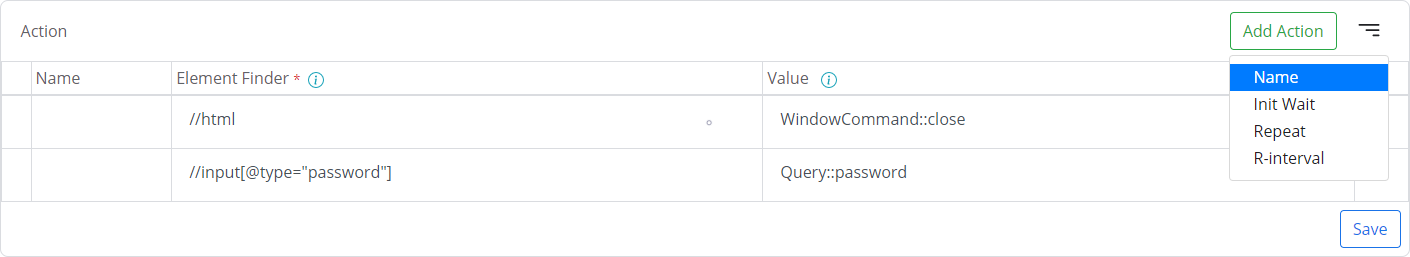 Action
Add Action
Name
Element Finder *
Value
Name
Init Wait
Repeat
R-interval
//html
WindowCommand::close
//input[@type="password"]
Query::password
Save